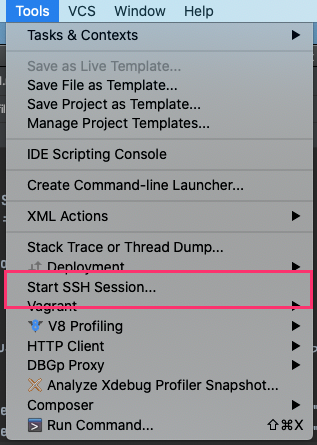 Tools VCS Window Help
Tasks & Contexts
Save as Live Template...
Save File as Template...
Save Project as Template...
Manage Project Templates...
IDE Scripting Console
Create Command-line Launcher...
XML Actions
Stack Trace or Thread Dump...
Deployment
Start SSH Session...
Vagrant
V8 Profiling
HTTP Client
DBGp Proxy
Analyze Xdebug Profiler Snapshot...
Composer
Run Command... ⇧⌘X